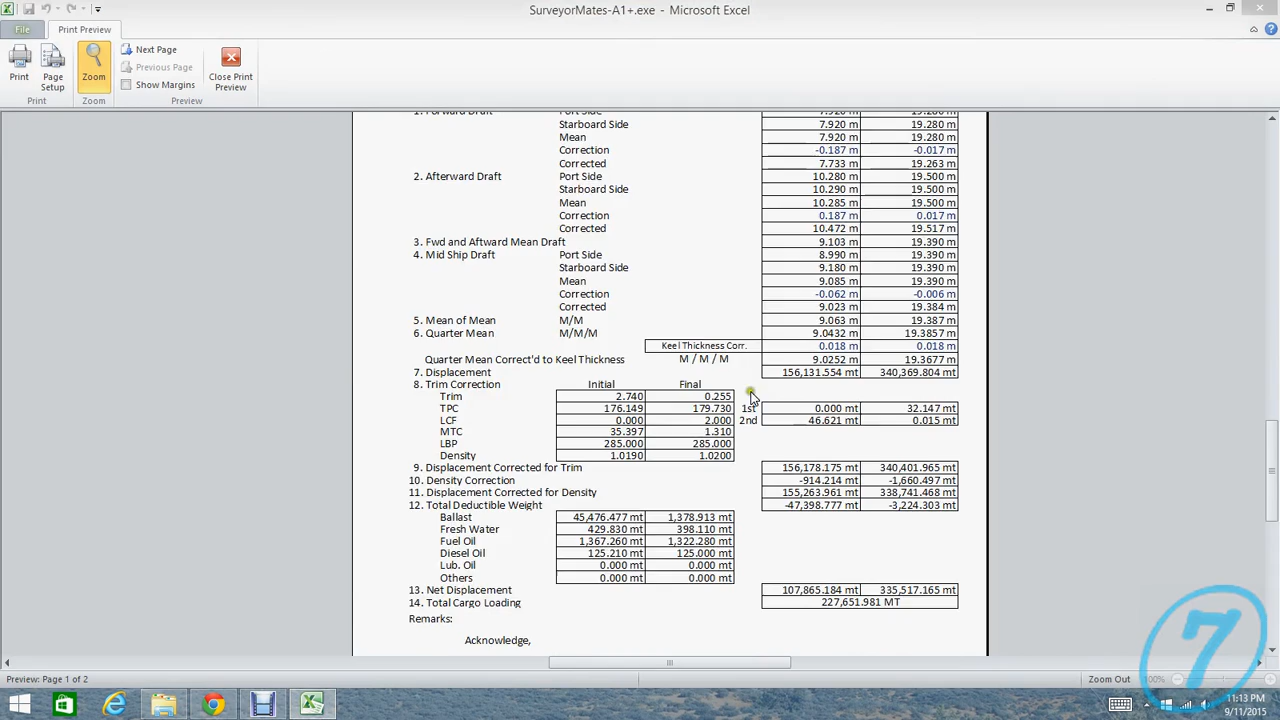 SurveyorMates-A1+.exe - Microsoft Excel
File Print Preview
Print
Page Setup
Zoom
Next Page
Previous Page
Show Margins
Close Print Preview
Print Zoom Preview
1. Forward Draft Port Side 7.920 m 19.280 m
Starboard Side 7.920 m 19.280 m
Mean 7.920 m 19.280 m
Correction -0.187 m -0.017 m
Corrected 7.733 m 19.263 m
2. Afterward Draft Port Side 10.280 m 19.500 m
Starboard Side 10.290 m 19.500 m
Mean 10.285 m 19.500 m
Correction 0.187 m 0.017 m
Corrected 10.472 m 19.517 m
3. Fwd and Aftward Mean Draft 9.103 m 19.390 m
4. Mid Ship Draft Port Side 8.990 m 19.390 m
Starboard Side 9.180 m 19.390 m
Mean 9.085 m 19.390 m
Correction -0.062 m -0.006 m
Corrected 9.023 m 19.384 m
5. Mean of Mean M/M 9.063 m 19.387 m
6. Quarter Mean M/M/M 9.0432 m 19.3857 m
Keel Thickness Corr. 0.018 m 0.018 m
Quarter Mean Correct'd to Keel Thickness M / M / M 9.0252 m 19.3677 m
7. Displacement 156,131.554 mt 340,369.804 mt
8. Trim Correction Initial Final
Trim 2.740 0.255
TPC 176.149 179.730 1st 0.000 mt 32.147 mt
LCF 0.000 2.000 2nd 46.621 mt 0.015 mt
MTC 35.397 1.310
LBP 285.000 285.000
Density 1.0190 1.0200
9. Displacement Corrected for Trim 156,178.175 mt 340,401.965 mt
10. Density Correction -914.214 mt -1,660.497 mt
11. Displacement Corrected for Density 155,263.961 mt 338,741.468 mt
12. Total Deductible Weight -47,398.777 mt -3,224.303 mt
Ballast 45,476.477 mt 1,378.913 mt
Fresh Water 429.830 mt 398.110 mt
Fuel Oil 1,367.260 mt 1,322.280 mt
Diesel Oil 125.210 mt 125.000 mt
Lub. Oil 0.000 mt 0.000 mt
Others 0.000 mt 0.000 mt
13. Net Displacement 107,865.184 mt 335,517.165 mt
14. Total Cargo Loading 227,651.981 MT
Remarks:
Acknowledge,
7
Preview: Page 1 of 2 Zoom Out 100%
11:13 PM
9/11/2015